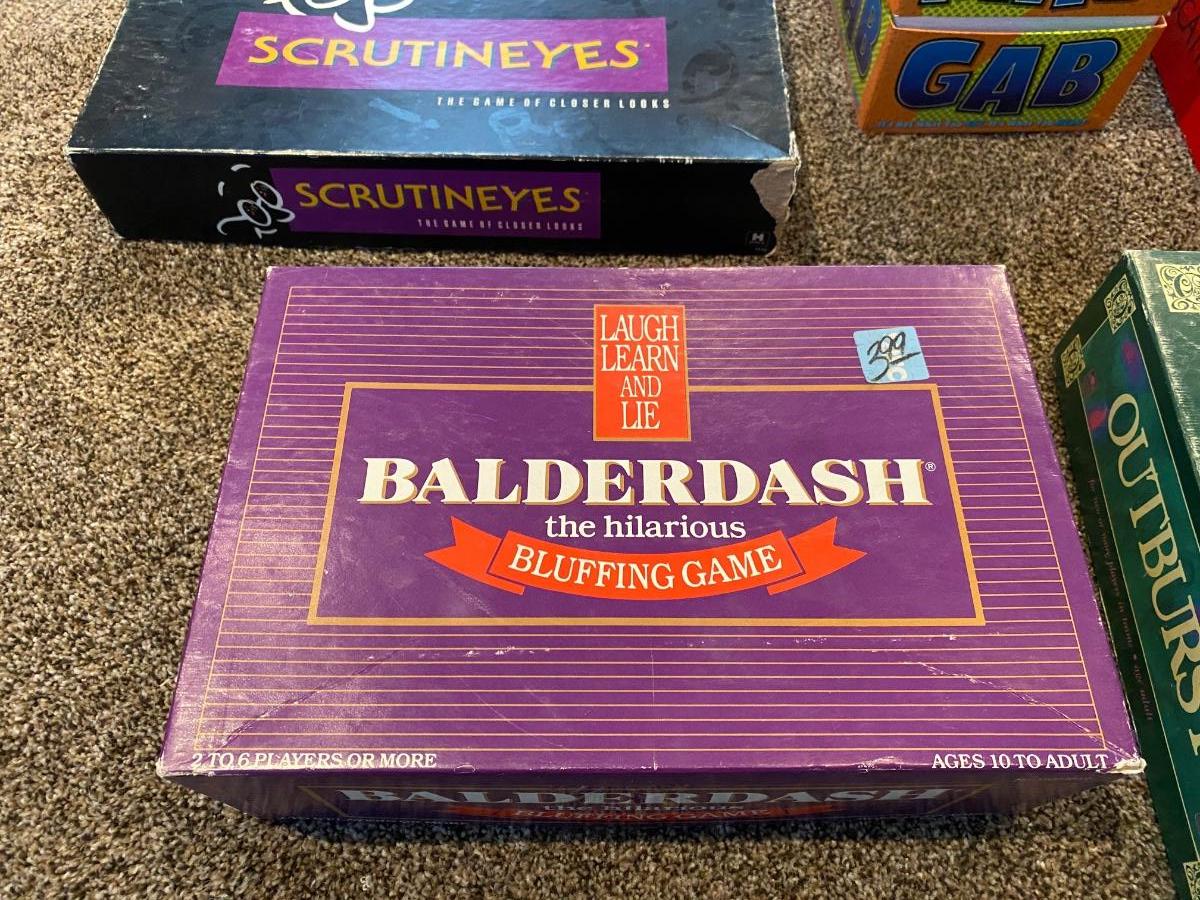 SCRUTINEYES
THE GAME OF CLOSER LOOKS
SCRUTINEYES
THE GAME OF CLOSER LOOKS
GAB
LAUGH
LEARN
AND
LIE
399
BALDERDASH®
the hilarious
BLUFFING GAME
2 TO 6 PLAYERS OR MORE
AGES 10 TO ADULT
BALDERDASH
BLUFFING GAME
OUTBURS